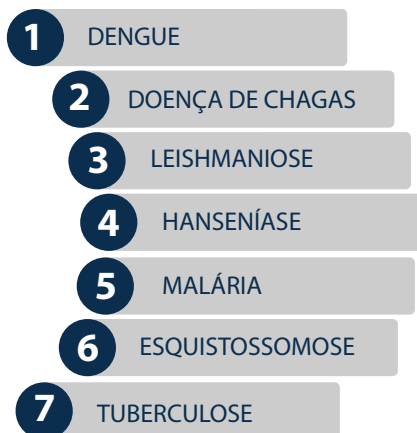 1 DENGUE
2 DOENÇA DE CHAGAS
3 LEISHMANIOSE
4 HANSENÍASE
5 MALÁRIA
6 ESQUISTOSSOMOSE
7 TUBERCULOSE